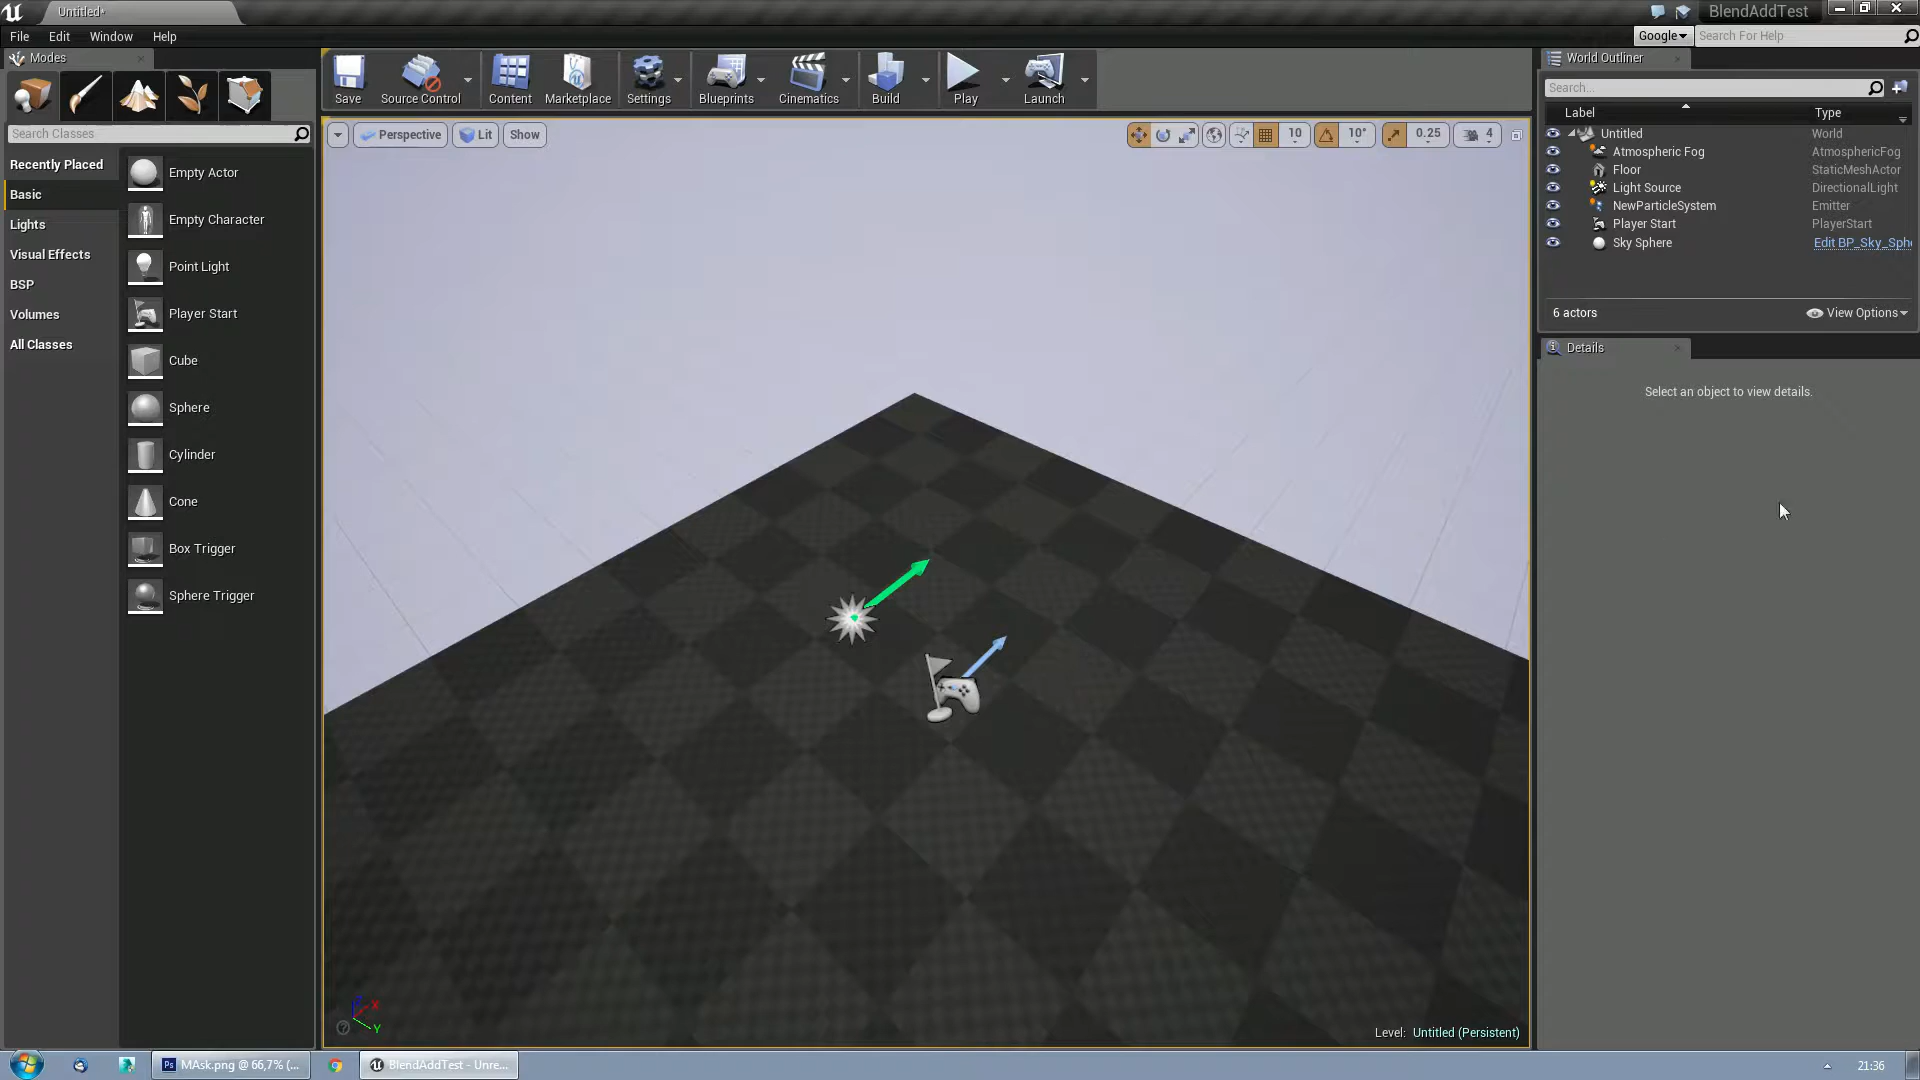 Untitled•
BlendAddTest
File Edit Window Help
Google Search For Help
Modes
Search Classes
Recently Placed
Basic
Lights
Visual Effects
BSP
Volumes
All Classes
Empty Actor
Empty Character
Point Light
Player Start
Cube
Sphere
Cylinder
Cone
Box Trigger
Sphere Trigger
Save Source Control Content Marketplace Settings Blueprints Cinematics Build Play Launch
Perspective Lit Show
10 10° 0.25 4
X
Y
Level: Untitled (Persistent)
World Outliner
Search...
Label Type
Untitled World
Atmospheric Fog AtmosphericFog
Floor StaticMeshActor
Light Source DirectionalLight
NewParticleSystem Emitter
Player Start PlayerStart
Sky Sphere Edit BP_Sky_Sph
6 actors View Options
Details
Select an object to view details.
Ps MAsk.png @ 66,7% (...
BlendAddTest - Unre...
21:36